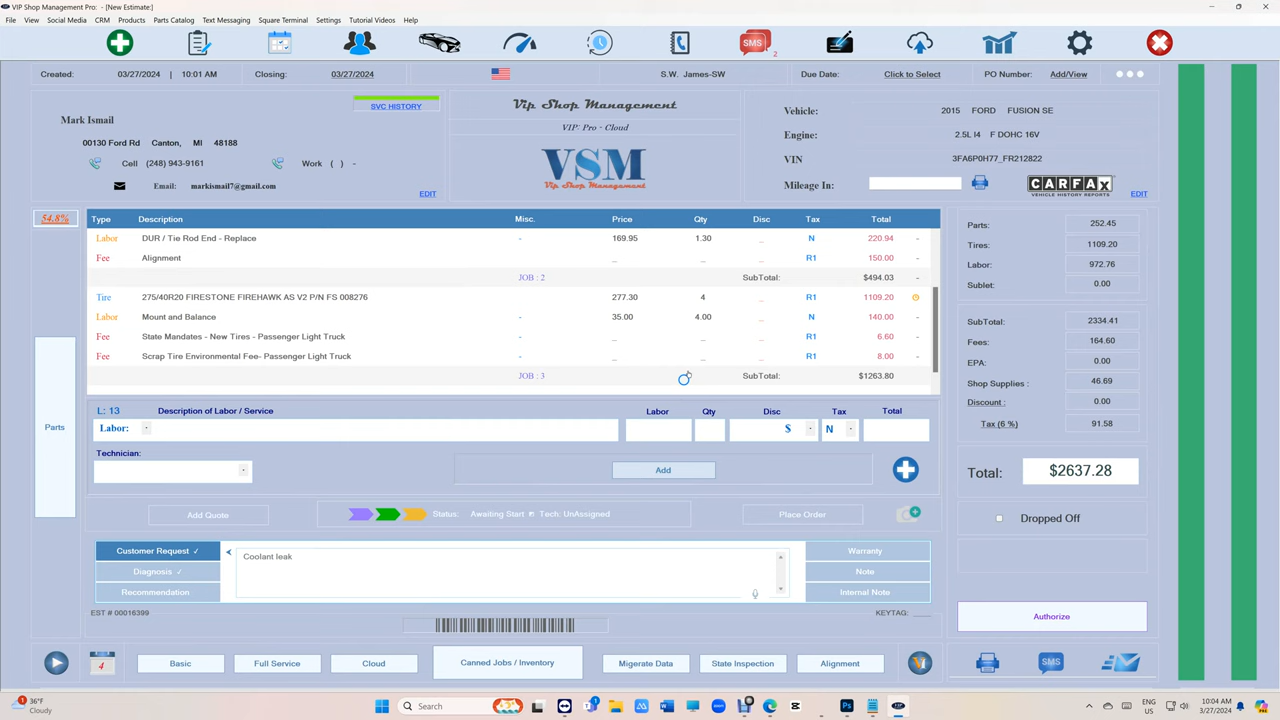 VIP Shop Management Pro: - [New Estimate:]
File View Social Media CRM Products Parts Catalog Text Messaging Square Terminal Settings Tutorial Videos Help
SMS 2
Created: 03/27/2024 | 10:01 AM Closing: 03/27/2024 S.W. James-SW Due Date: Click to Select PO Number: Add/View
SVC HISTORY
Mark Ismail
00130 Ford Rd Canton, MI 48188
Cell (248) 943-9161 Work ( ) -
Email: markismail7@gmail.com
EDIT
Vip Shop Management
VIP: Pro - Cloud
VSM
Vip Shop Management
Vehicle: 2015 FORD FUSION SE
Engine: 2.5L I4 F DOHC 16V
VIN 3FA6P0H77_FR212822
Mileage In: CARFAX
VEHICLE HISTORY REPORTS
EDIT
54.8%
Type Description Misc. Price Qty Disc Tax Total
Labor DUR / Tie Rod End - Replace - 169.95 1.30 _ N 220.94 -
Fee Alignment _ _ _ R1 150.00 -
JOB : 2 SubTotal: $494.03 -
Tire 275/40R20 FIRESTONE FIREHAWK AS V2 P/N FS 008276 277.30 4 _ R1 1109.20
Labor Mount and Balance - 35.00 4.00 _ N 140.00 -
Fee State Mandates - New Tires - Passenger Light Truck - _ _ _ R1 6.60 -
Fee Scrap Tire Environmental Fee- Passenger Light Truck - _ _ _ R1 8.00 -
JOB : 3 SubTotal: $1263.80
L: 13 Description of Labor / Service Labor Qty Disc Tax Total
Labor: $ N
Technician:
Add
Parts
Add Quote Status: Awaiting Start Tech: UnAssigned Place Order
Customer Request ✓
Diagnosis ✓
Recommendation
Coolant leak
Warranty
Note
Internal Note
EST # 00016399 KEYTAG: ____
Parts: 252.45
Tires: 1109.20
Labor: 972.76
Sublet: 0.00
SubTotal: 2334.41
Fees: 164.60
EPA: 0.00
Shop Supplies : 46.69
Discount : 0.00
Tax (6 %) 91.58
Total: $2637.28
Dropped Off
Authorize
4 Basic Full Service Cloud Canned Jobs / Inventory Migerate Data State Inspection Alignment SMS
1 36°F Cloudy
Search
ENG US
10:04 AM
3/27/2024